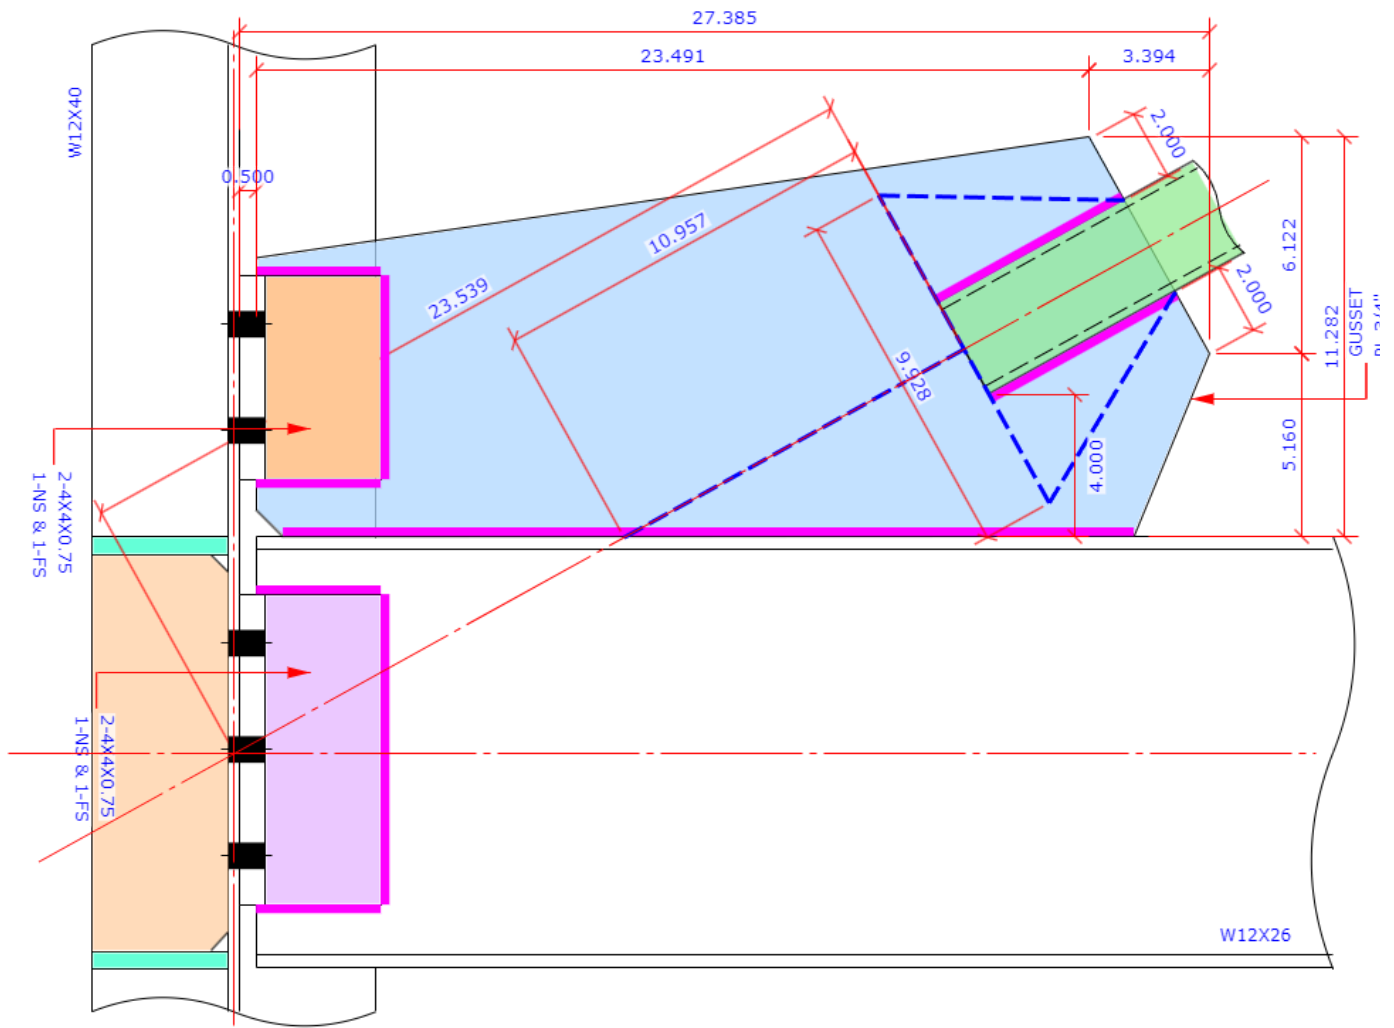 27.385
23.491
3.394
W12X40
2.000
0.500
10.957
6.122
23.539
2.000
11.282
GUSSET
9.928
5.160
4.000
2-4X4X0.75
1-NS & 1-FS
2-4X4X0.75
1-NS & 1-FS
W12X26